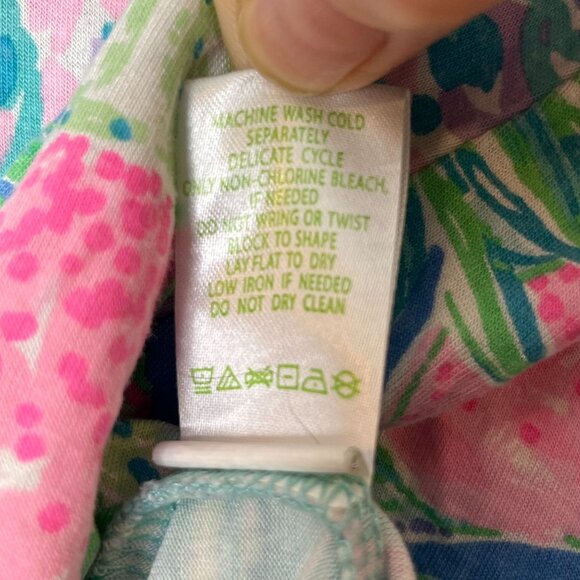 MACHINE WASH COLD
SEPARATELY
DELICATE CYCLE
ONLY NON-CHLORINE BLEACH,
IF NEEDED
DO NOT WRING OR TWIST
BLOCK TO SHAPE
LAY FLAT TO DRY
LOW IRON IF NEEDED
DO NOT DRY CLEAN